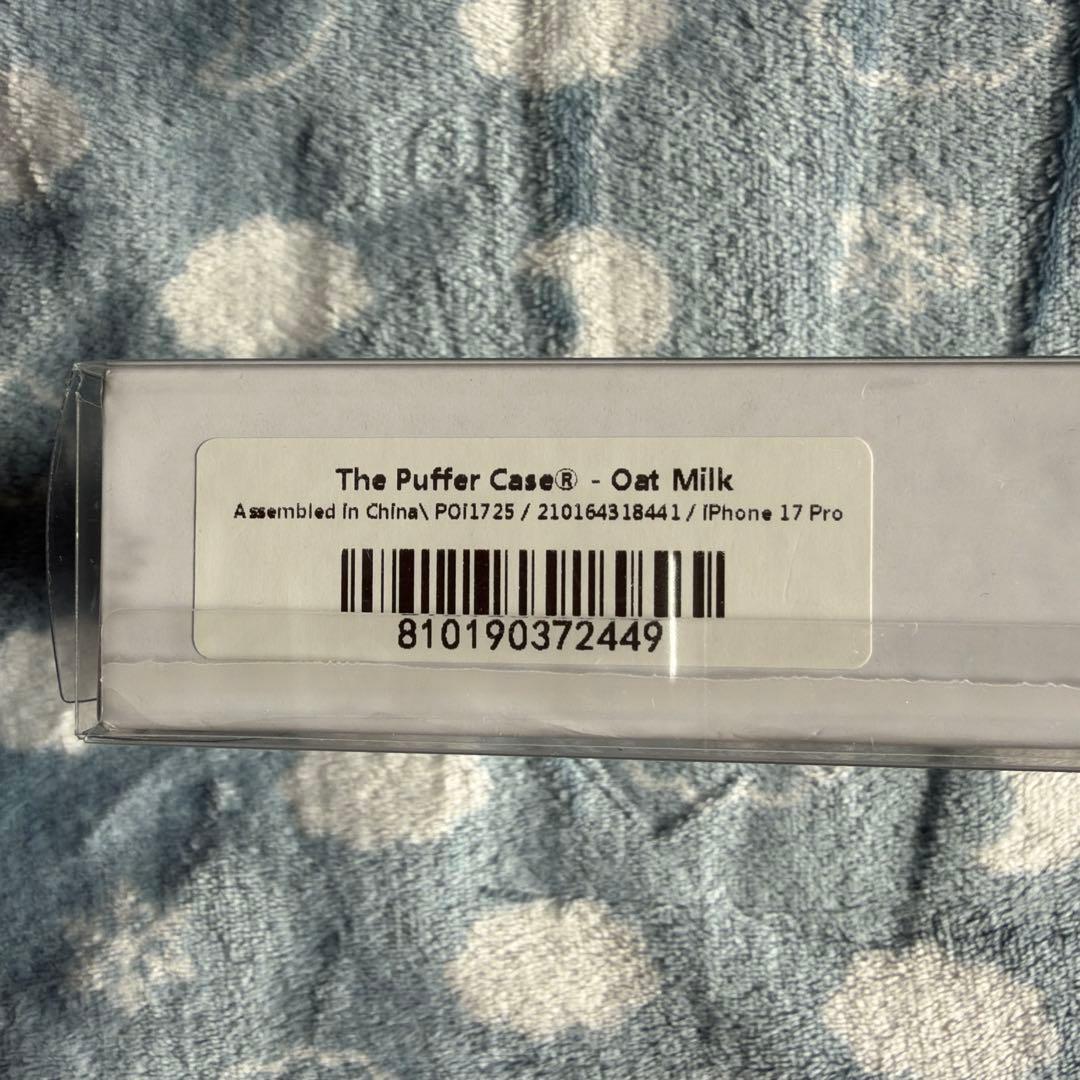 The Puffer Case® - Oat Milk
Assembled in China\ POi1725 / 210164318441 / iPhone 17 Pro
810190372449